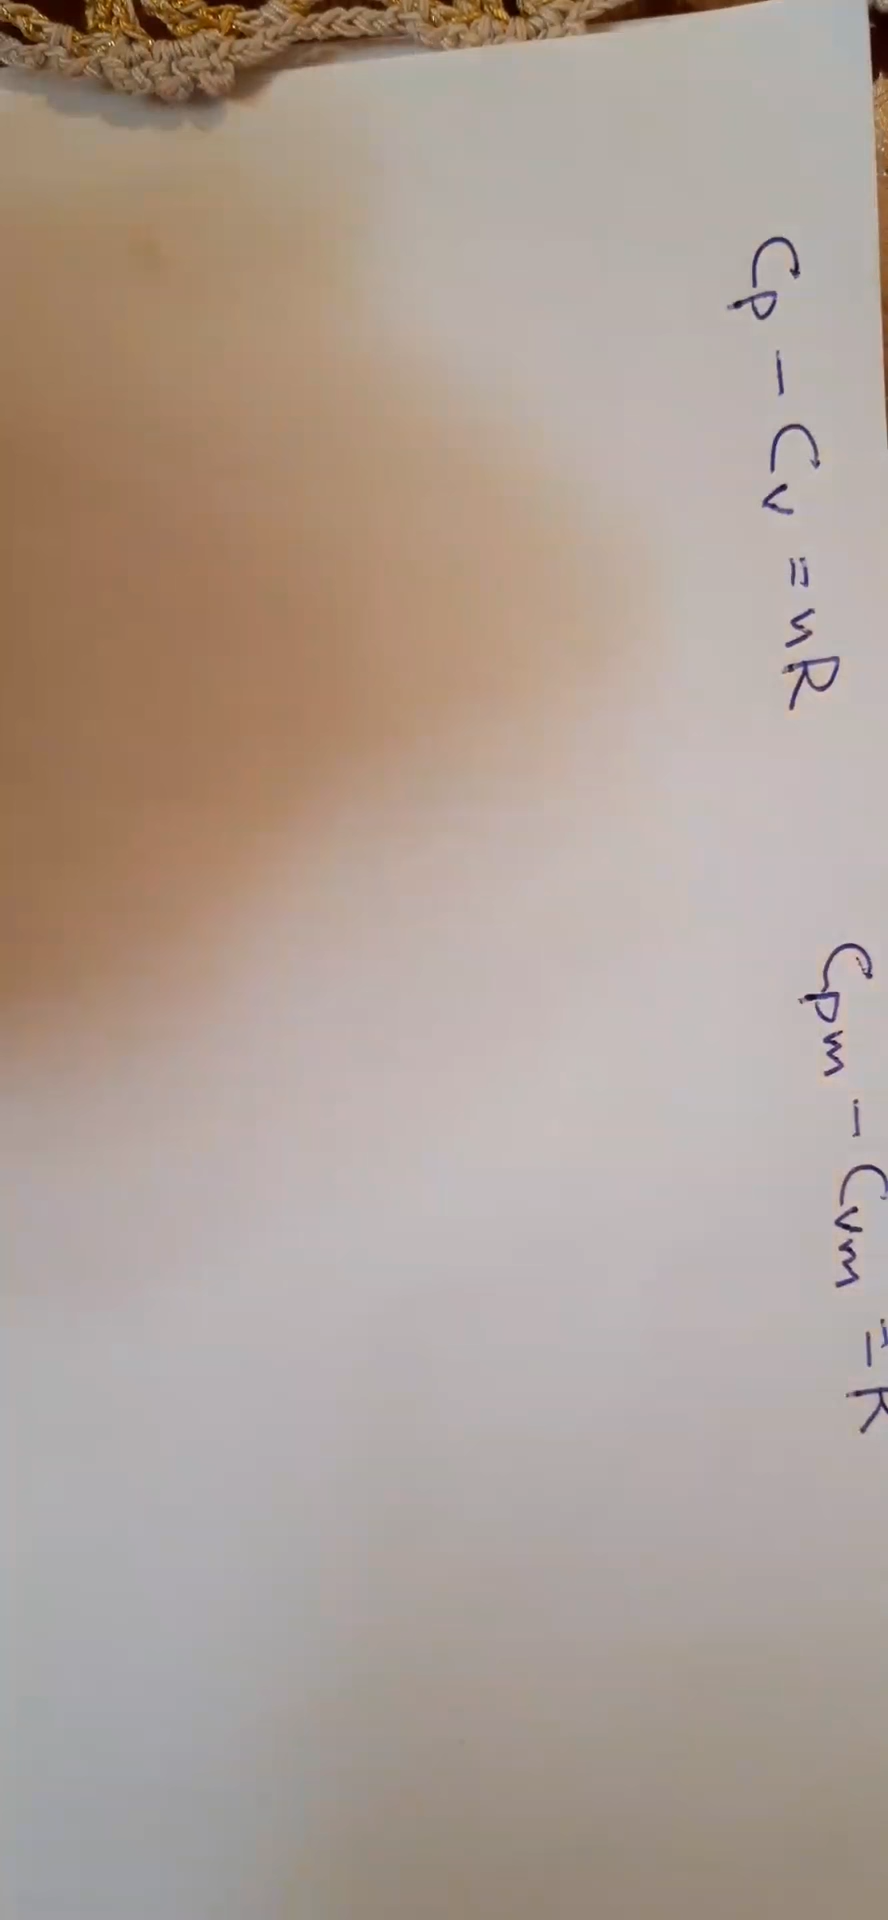 Cp - Cv = nR
Cpm - Cvm = R